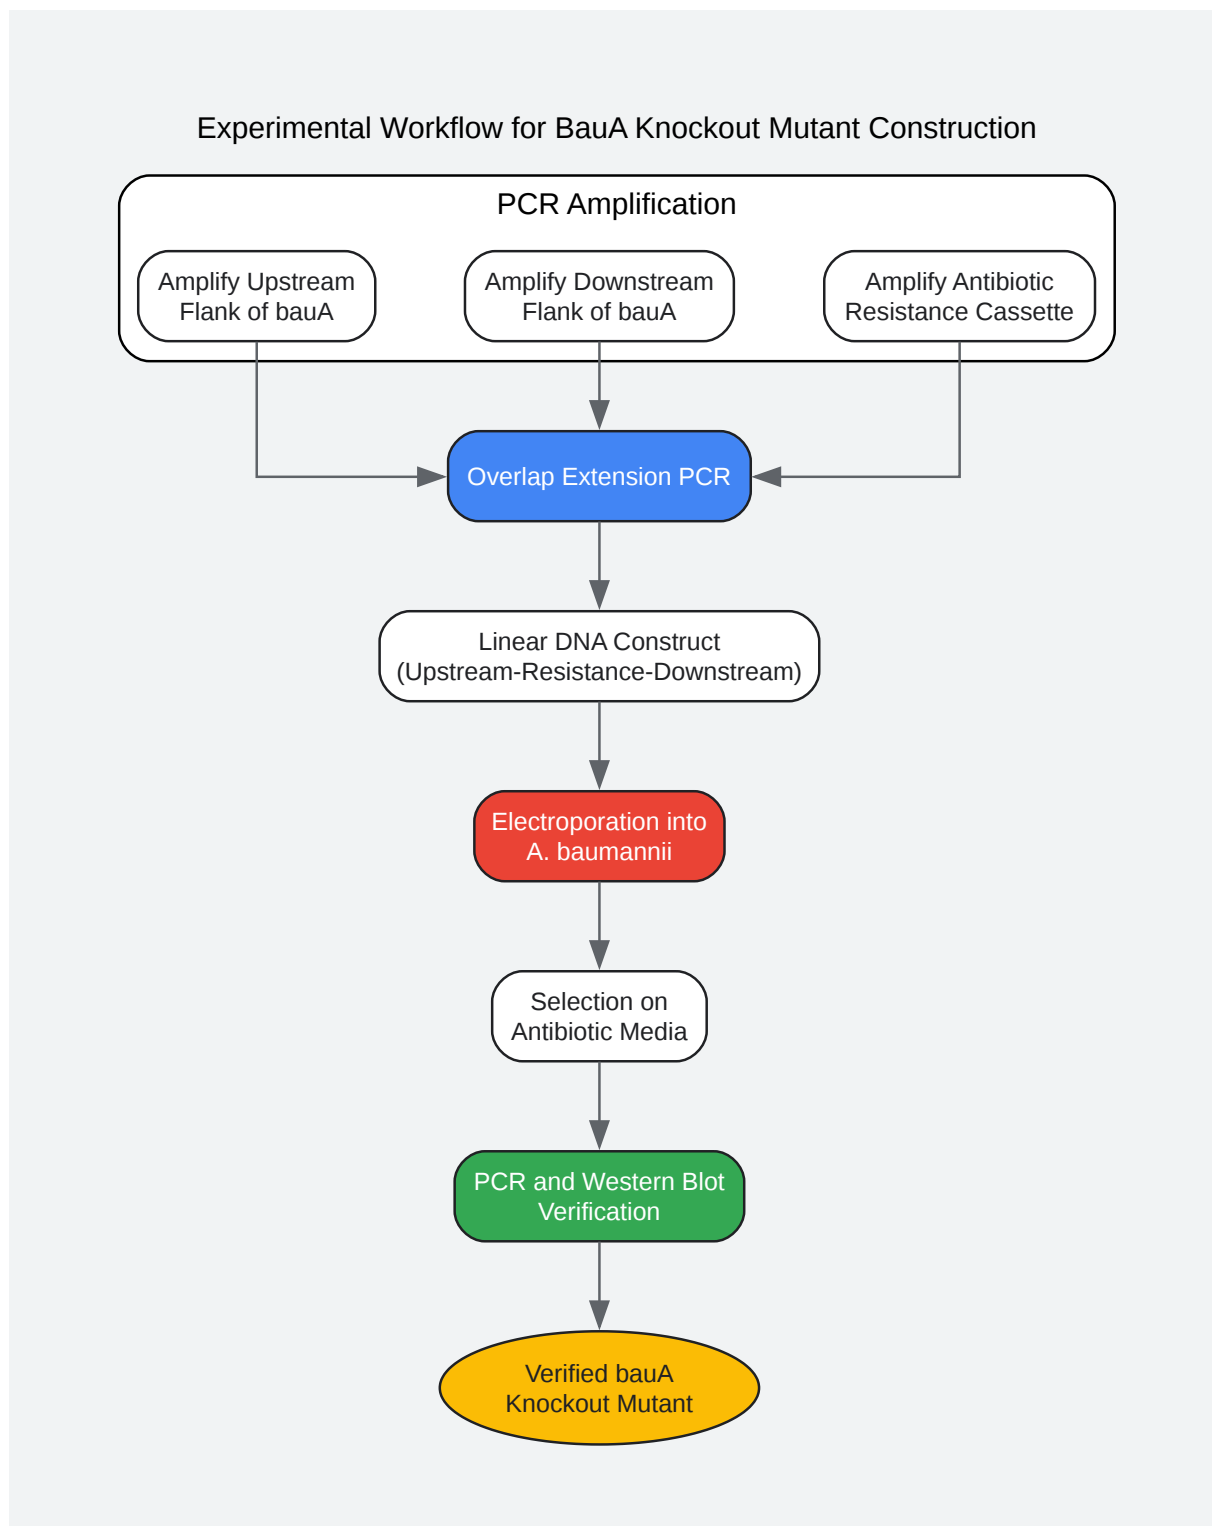 Experimental Workflow for BauA Knockout Mutant Construction
PCR Amplification
Amplify Upstream
Flank of bauA
Amplify Downstream
Flank of bauA
Amplify Antibiotic
Resistance Cassette
Overlap Extension PCR
Linear DNA Construct
(Upstream-Resistance-Downstream)
Electroporation into
A. baumannii
Selection on
Antibiotic Media
PCR and Western Blot
Verification
Verified bauA
Knockout Mutant